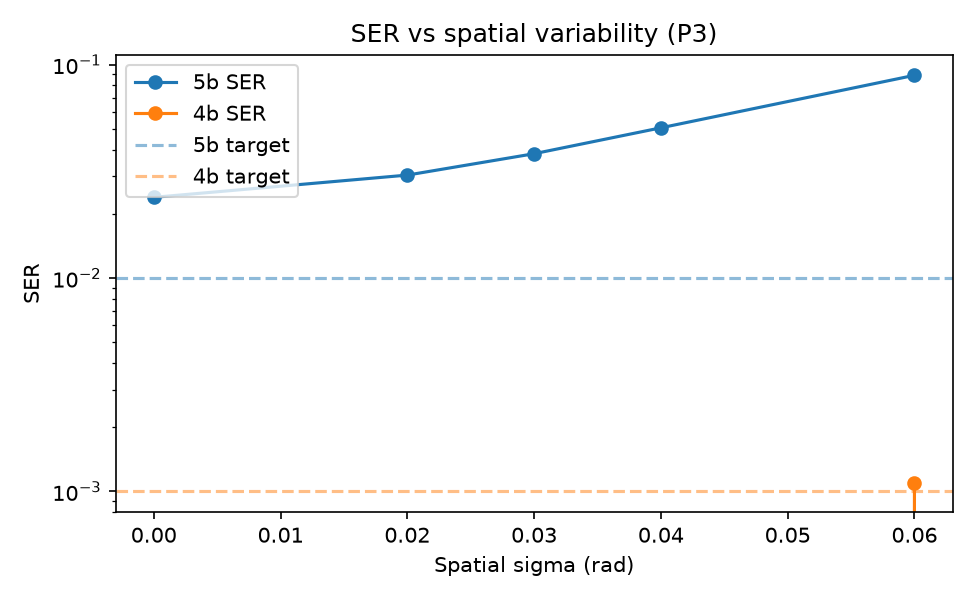 SER vs spatial variability (P3)
5b SER
4b SER
5b target
4b target
SER
10⁻¹
10⁻²
10⁻³
0.00 0.01 0.02 0.03 0.04 0.05 0.06
Spatial sigma (rad)